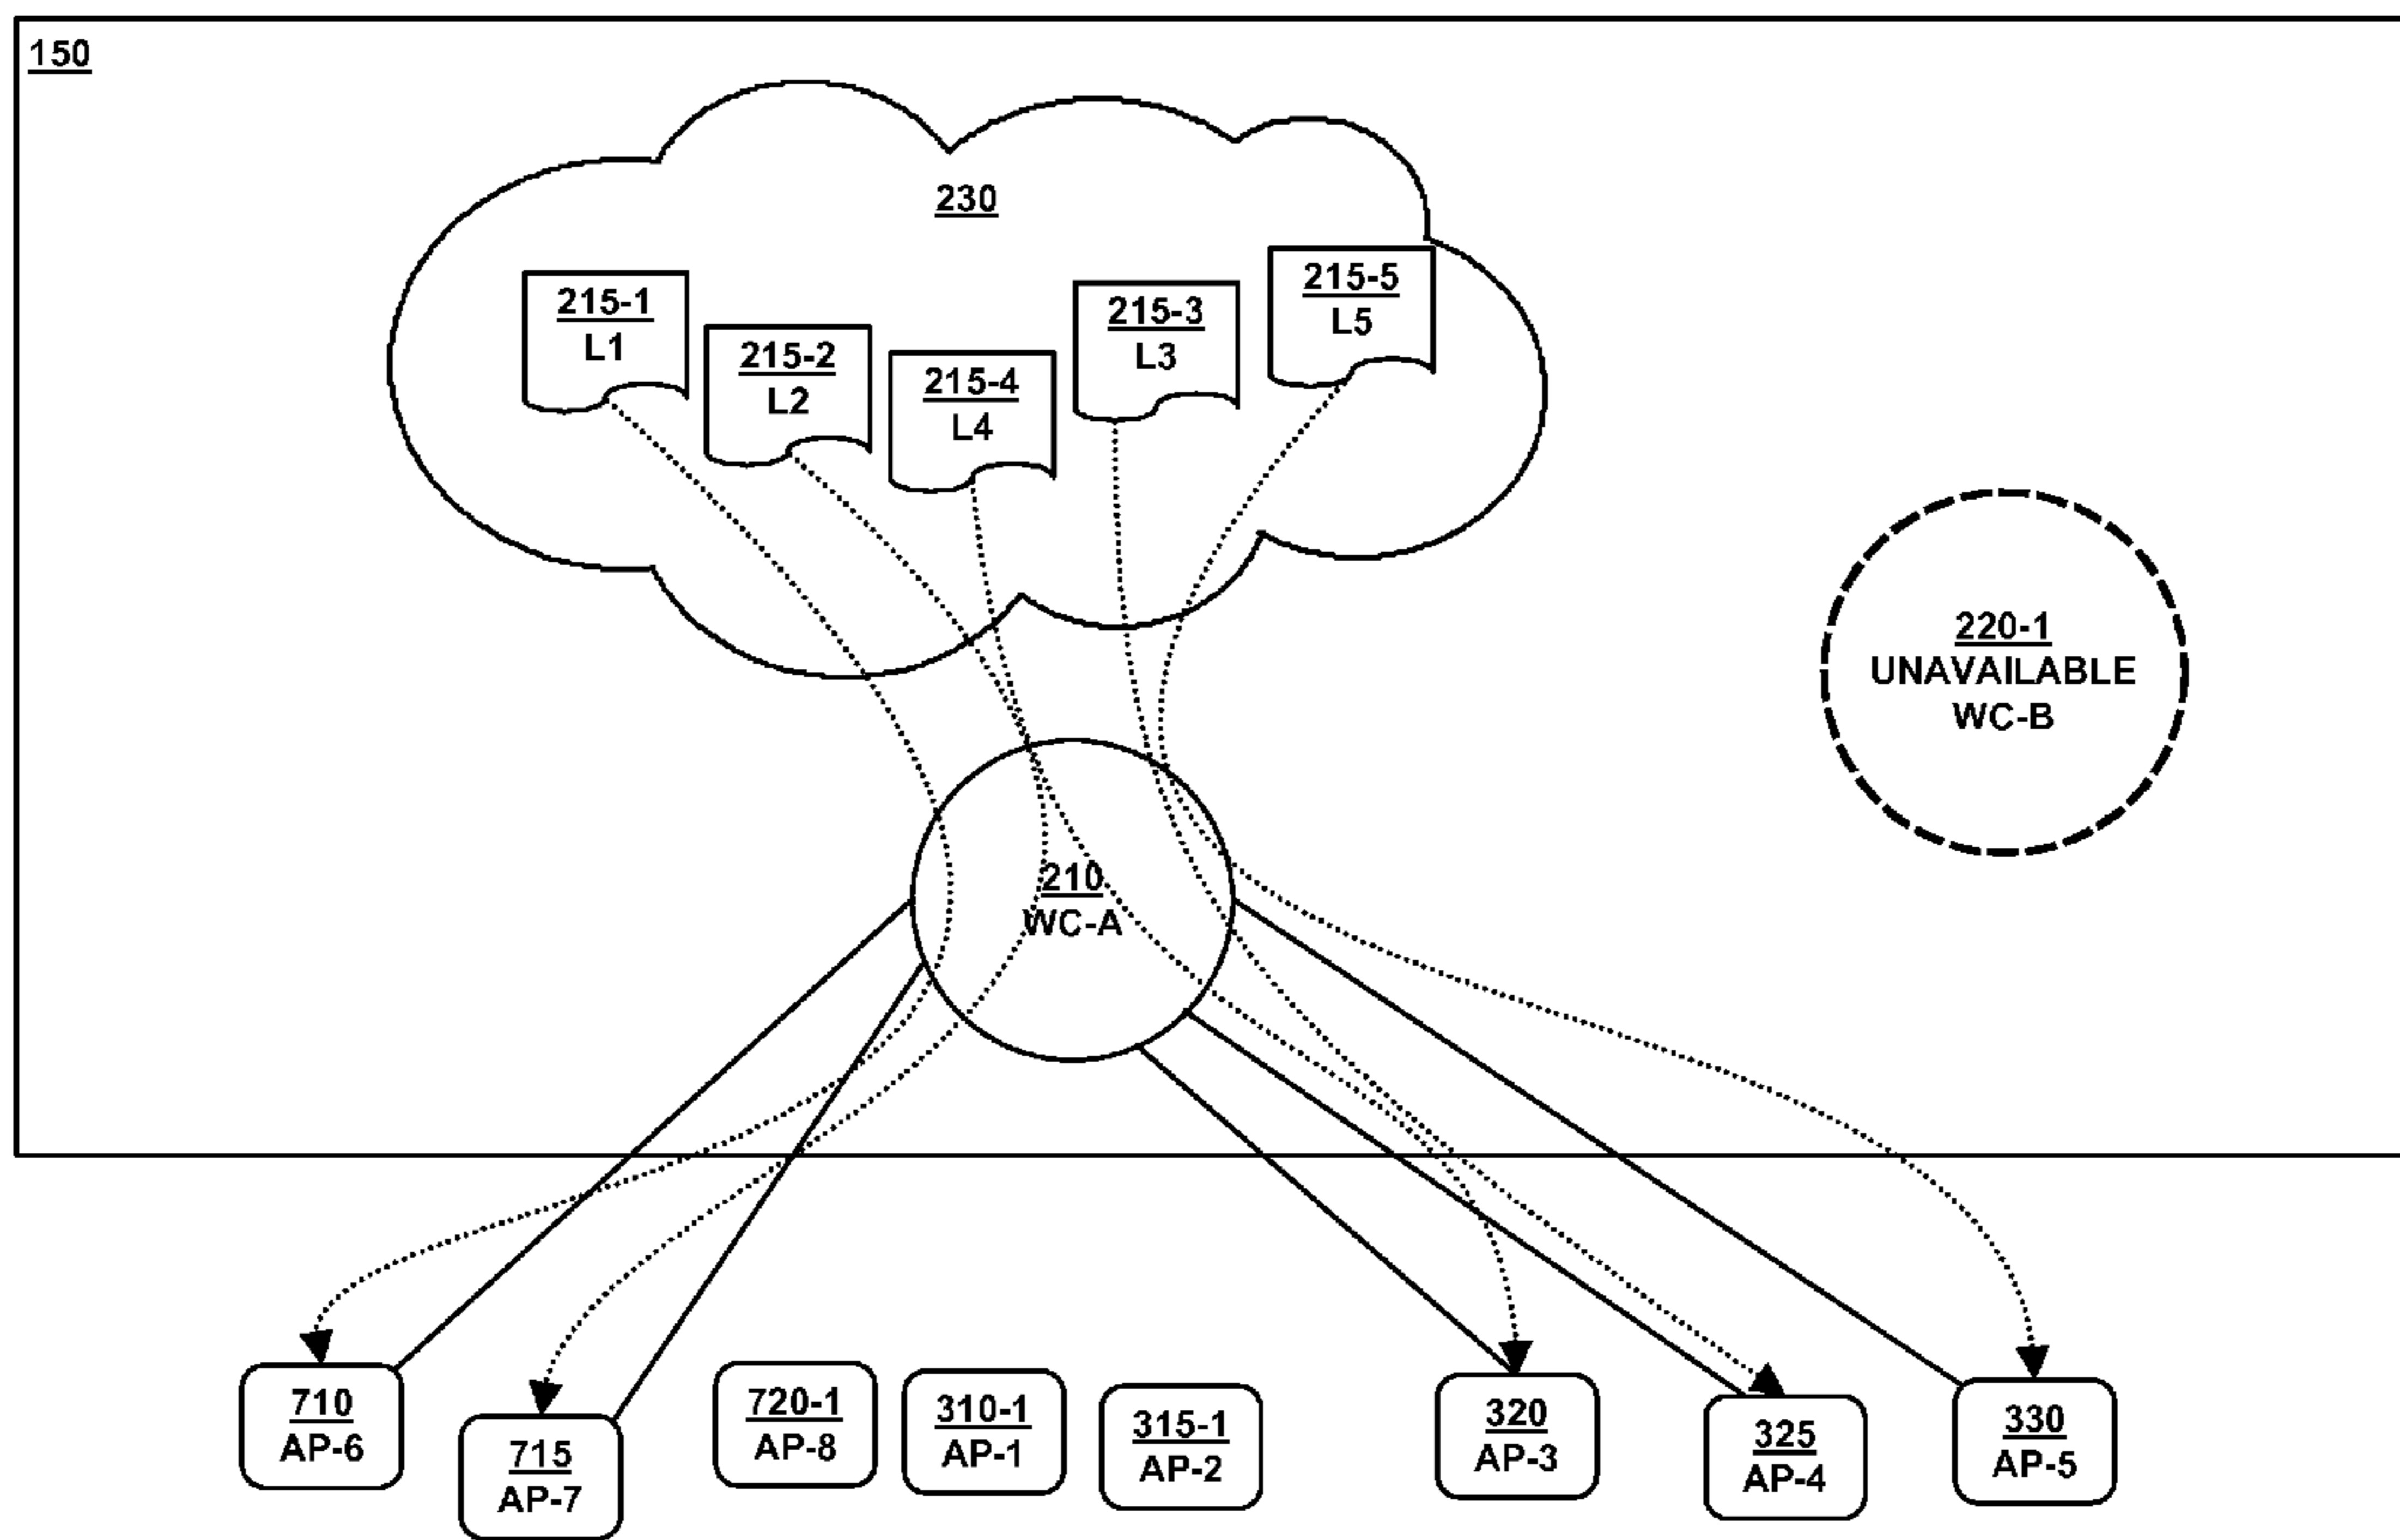 150
230
215-1
L1
215-2
L2
215-4
L4
215-3
L3
215-5
L5
220-1
UNAVAILABLE
WC-B
210
WC-A
710
AP-6
715
AP-7
720-1
AP-8
310-1
AP-1
315-1
AP-2
320
AP-3
325
AP-4
330
AP-5